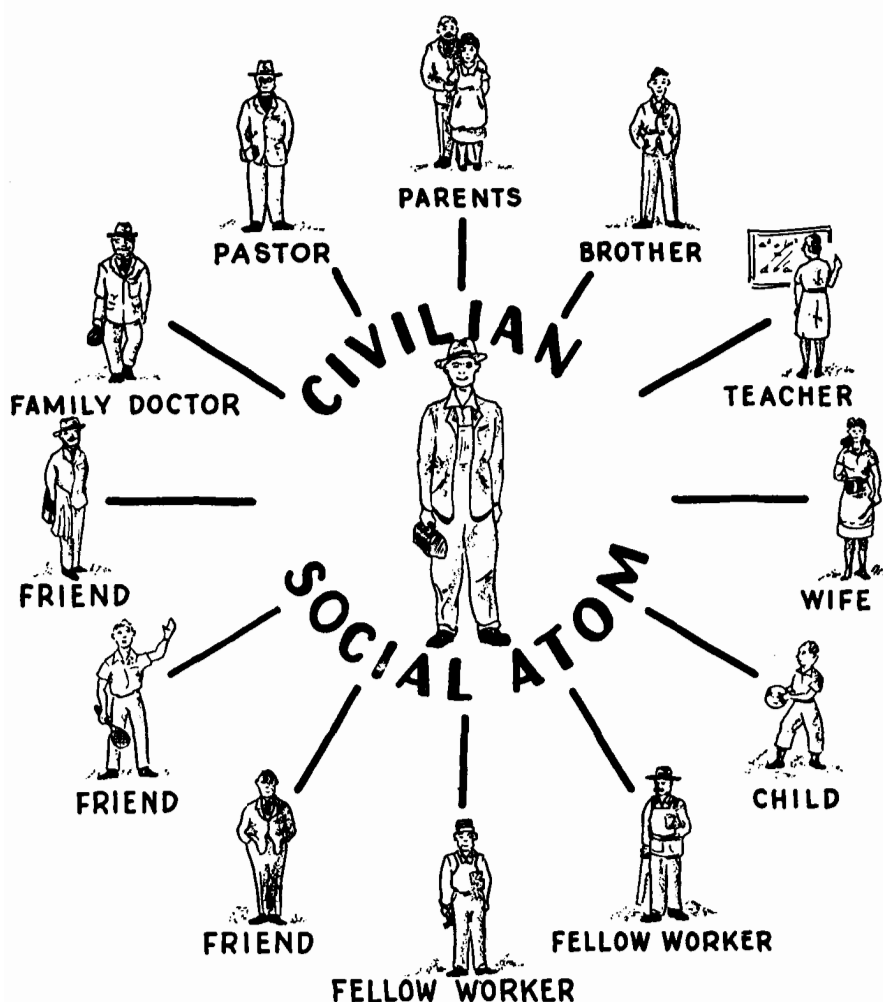 PARENTS
PASTOR
BROTHER
CIVILIAN
FAMILY DOCTOR
TEACHER
FRIEND
WIFE
SOCIAL ATOM
FRIEND
CHILD
FRIEND
FELLOW WORKER
FELLOW WORKER